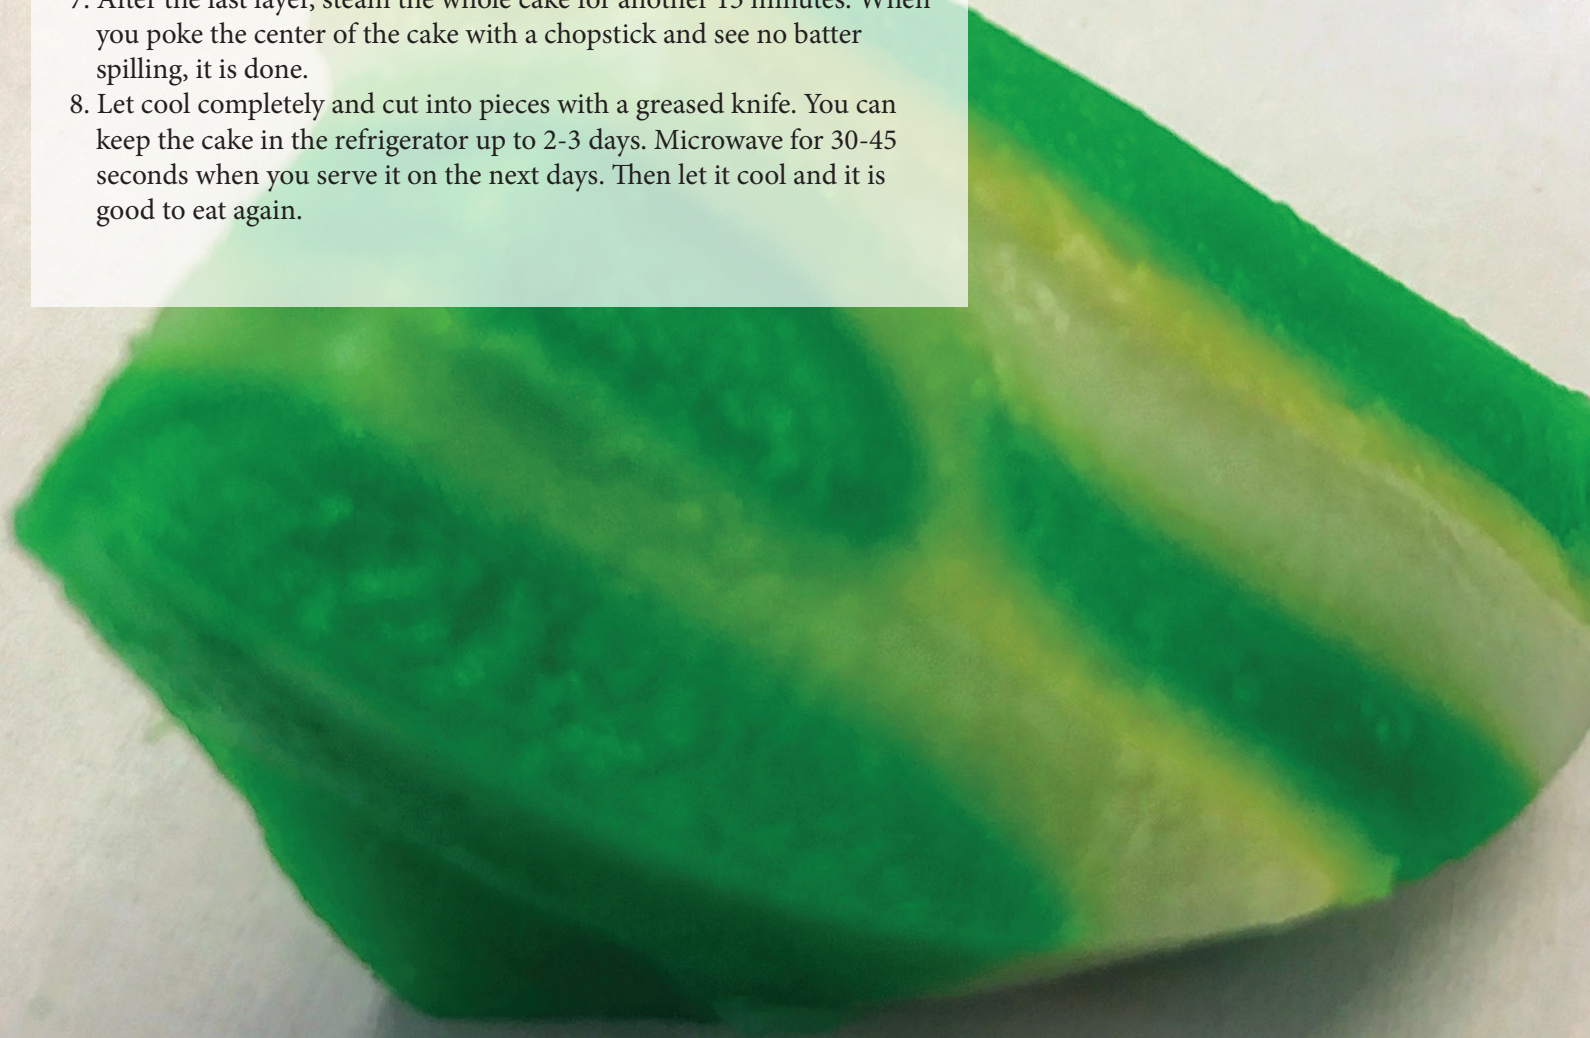 7. After the last layer, steam the whole cake for another 15 minutes. When
you poke the center of the cake with a chopstick and see no batter
spilling, it is done.
8. Let cool completely and cut into pieces with a greased knife. You can
keep the cake in the refrigerator up to 2-3 days. Microwave for 30-45
seconds when you serve it on the next days. Then let it cool and it is
good to eat again.